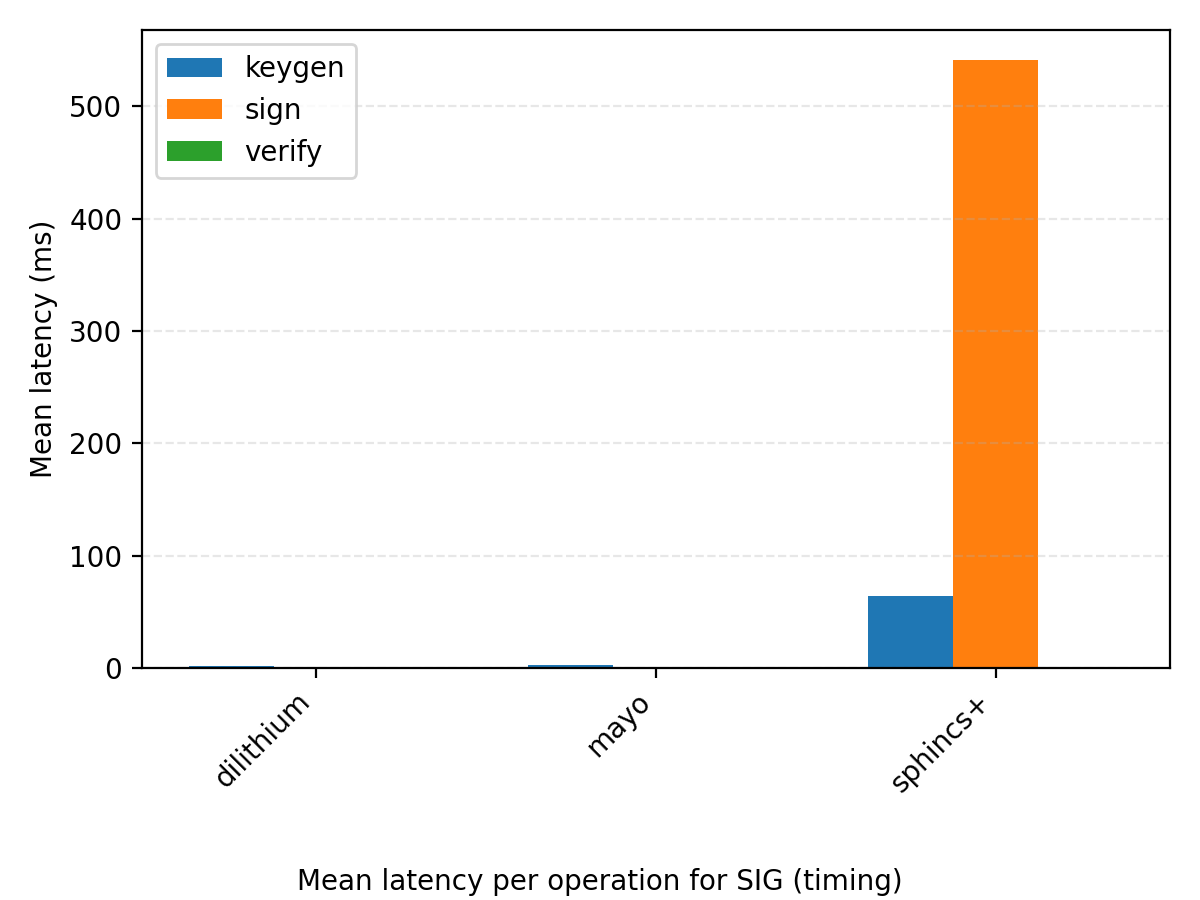 keygen
sign
verify
Mean latency (ms)
500
400
300
200
100
0
dilithium
mayo
sphincs+
Mean latency per operation for SIG (timing)